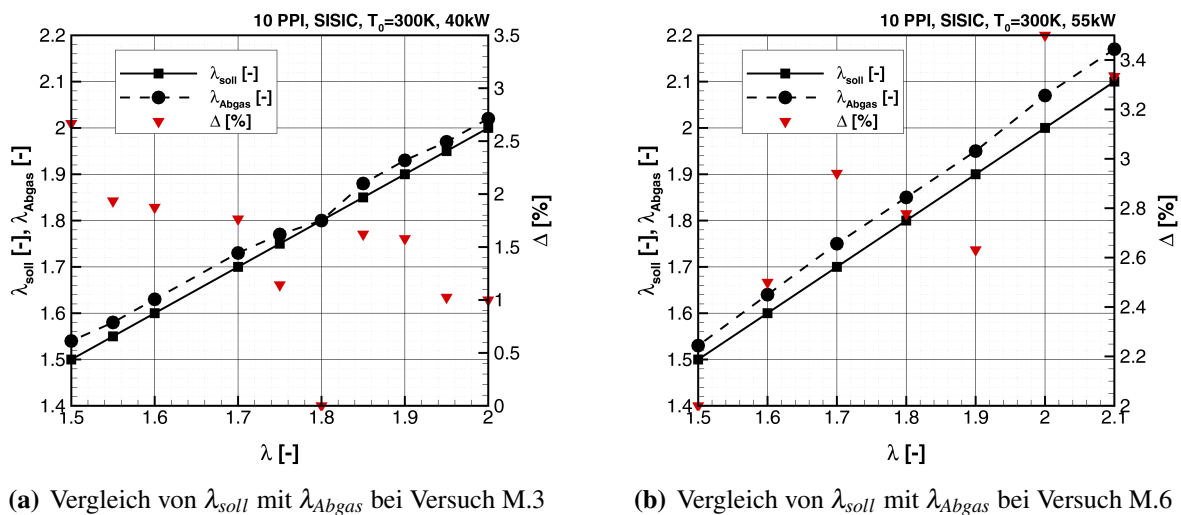 10 PPI, SISIC, T₀=300K, 40kW
2.2
2.1
2
1.9
1.8
1.7
1.6
1.5
1.4
λsoll [-], λAbgas [-]
λsoll [-]
λAbgas [-]
Δ [%]
3.5
3
2.5
2
1.5
1
0.5
0
Δ [%]
1.5 1.6 1.7 1.8 1.9 2
λ [-]
(a) Vergleich von λsoll mit λAbgas bei Versuch M.3
10 PPI, SISIC, T₀=300K, 55kW
2.2
2.1
2
1.9
1.8
1.7
1.6
1.5
1.4
λsoll [-], λAbgas [-]
λsoll [-]
λAbgas [-]
Δ [%]
3.4
3.2
3
2.8
2.6
2.4
2.2
2
Δ [%]
1.5 1.6 1.7 1.8 1.9 2 2.1
λ [-]
(b) Vergleich von λsoll mit λAbgas bei Versuch M.6